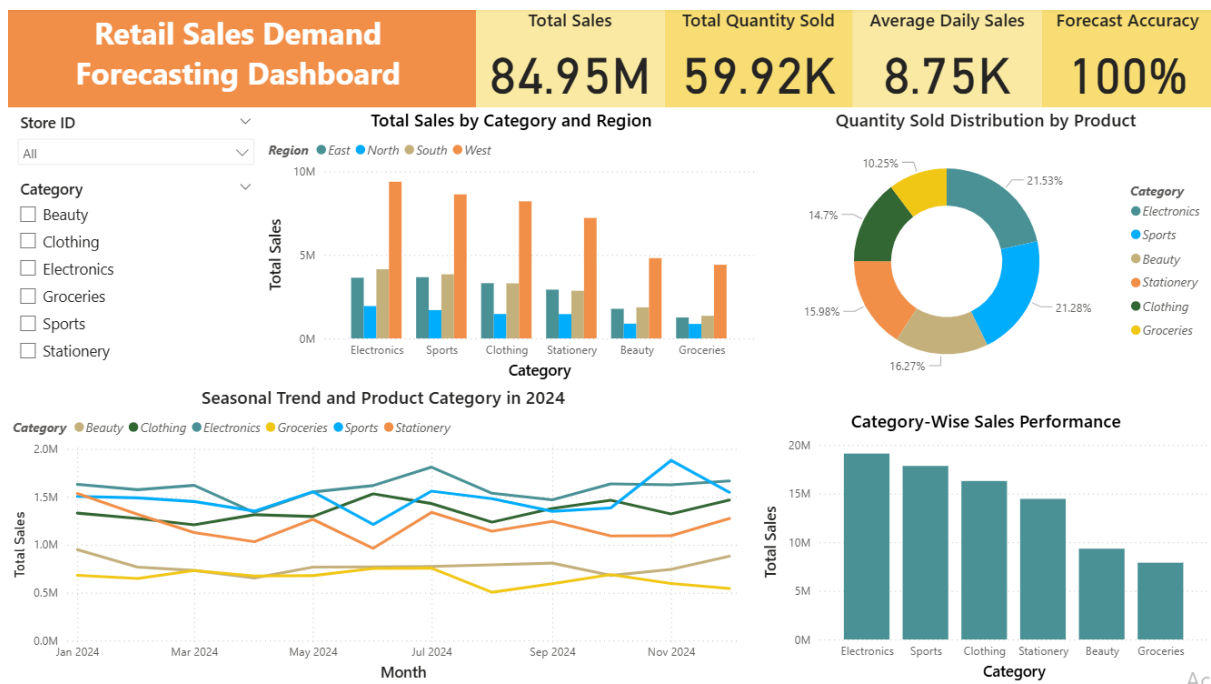 Retail Sales Demand
Forecasting Dashboard
Total Sales
84.95M
Total Quantity Sold
59.92K
Average Daily Sales
8.75K
Forecast Accuracy
100%
Store ID
All
Category
Beauty
Clothing
Electronics
Groceries
Sports
Stationery
Total Sales by Category and Region
Region East North South West
Total Sales
10M
5M
0M
Electronics Sports Clothing Stationery Beauty Groceries
Category
Quantity Sold Distribution by Product
10.25%
21.53%
14.7%
15.98%
21.28%
16.27%
Category
Electronics
Sports
Beauty
Stationery
Clothing
Groceries
Seasonal Trend and Product Category in 2024
Category Beauty Clothing Electronics Groceries Sports Stationery
Total Sales
2.0M
1.5M
1.0M
0.5M
0.0M
Jan 2024 Mar 2024 May 2024 Jul 2024 Sep 2024 Nov 2024
Month
Category-Wise Sales Performance
Total Sales
20M
15M
10M
5M
0M
Electronics Sports Clothing Stationery Beauty Groceries
Category